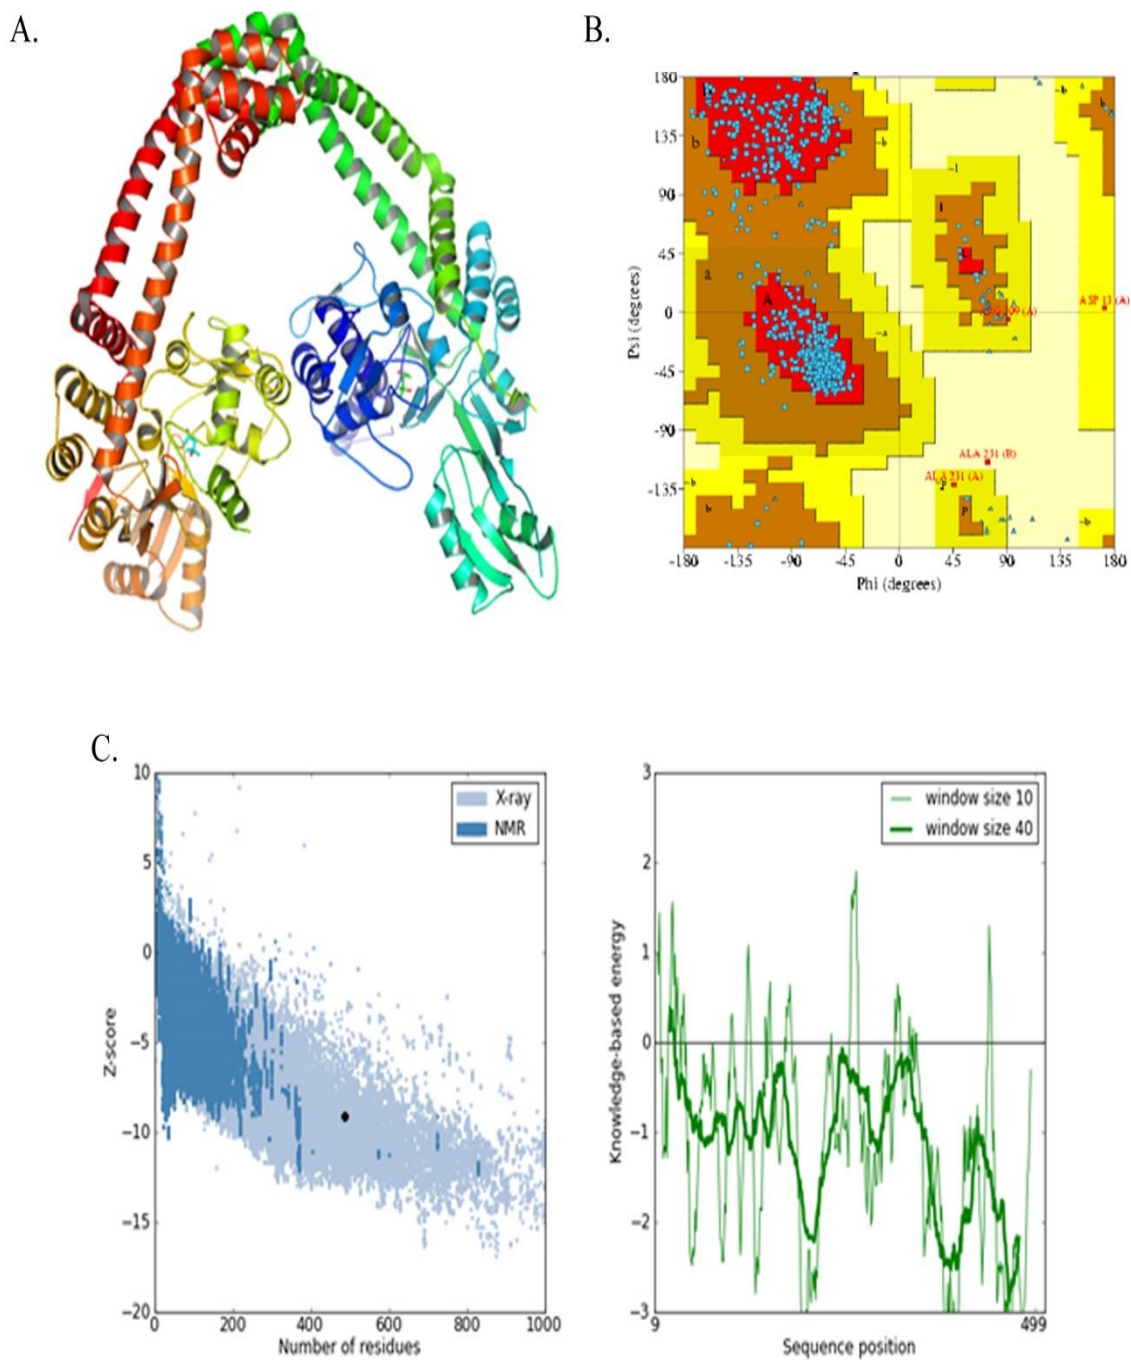 A.
B.
180
135
90
45
0
-45
-90
-135
-180
-135
-90
-45
0
45
90
135
180
Psi (degrees)
Phi (degrees)
B
b
~b
~b
b
~l
l
L
a
A
~a
ASP 13 (A)
ALA 231 (B)
ALA 231 (A)
~p
p
~b
b
~b
C.
10
5
0
−5
−10
−15
−20
0
200
400
600
800
1000
Z-score
Number of residues
X-ray
NMR
3
2
1
0
−1
−2
−3
9
499
Knowledge-based energy
Sequence position
window size 10
window size 40